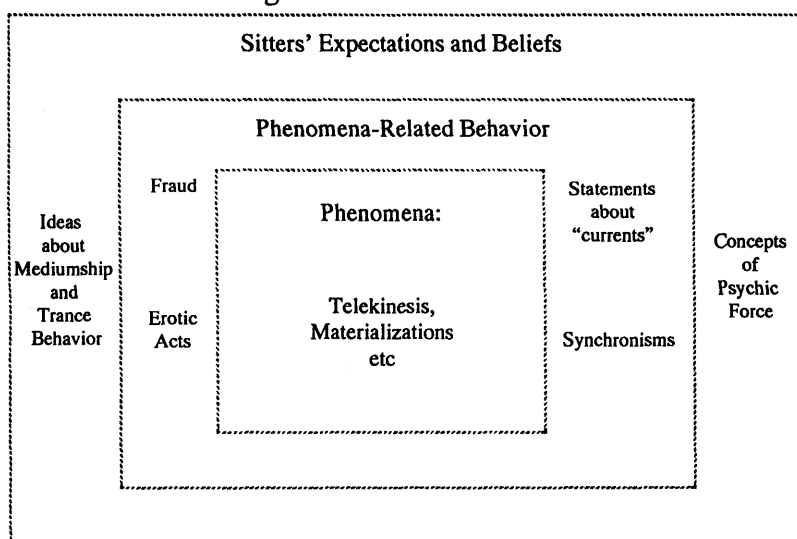 Sitters' Expectations and Beliefs
Phenomena-Related Behavior
Fraud
Erotic
Acts
Phenomena:
Telekinesis,
Materializations
etc
Statements
about
“currents”
Synchronisms
Ideas
about
Mediumship
and
Trance
Behavior
Concepts
of
Psychic
Force